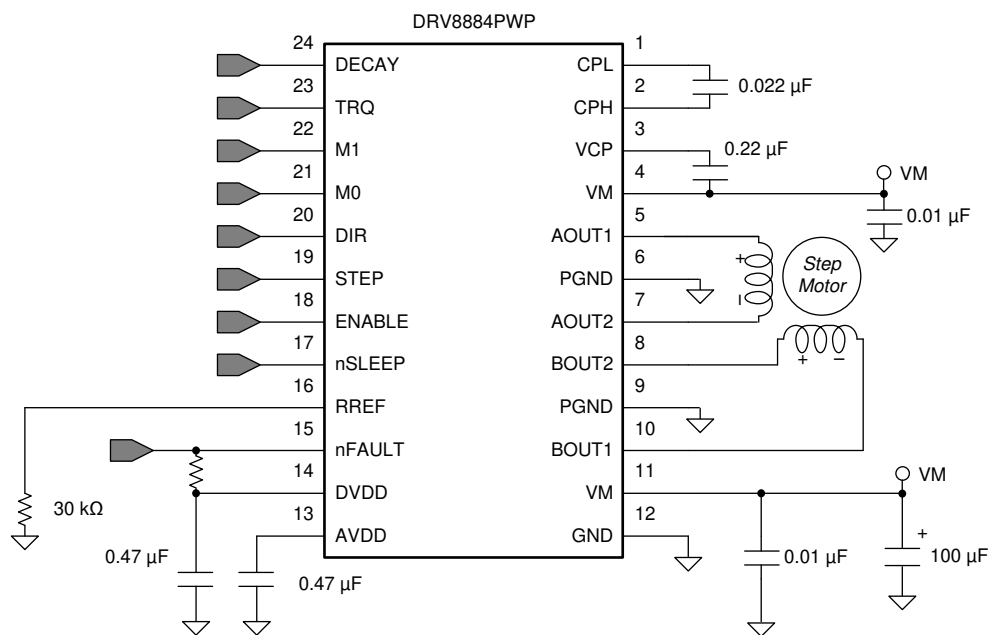 DRV8884PWP
24
DECAY
23
TRQ
22
M1
21
M0
20
DIR
19
STEP
18
ENABLE
17
nSLEEP
16
RREF
15
nFAULT
14
DVDD
13
AVDD
30 kΩ
0.47 µF
0.47 µF
1
CPL
2
CPH
0.022 µF
3
VCP
0.22 µF
4
VM
VM
0.01 µF
5
AOUT1
6
PGND
7
AOUT2
+
–
Step
Motor
8
BOUT2
+ –
9
PGND
10
BOUT1
11
VM
VM
12
GND
0.01 µF
+
100 µF